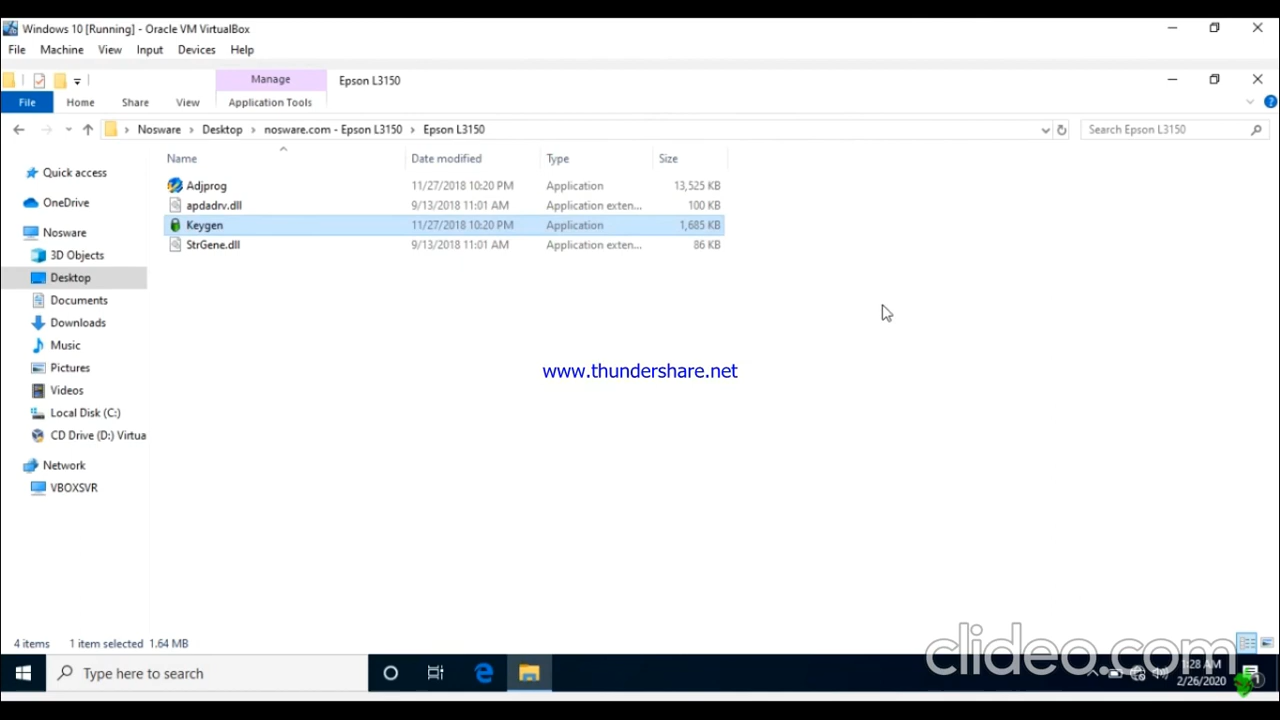 Windows 10 [Running] - Oracle VM VirtualBox
File Machine View Input Devices Help
Manage Epson L3150
File Home Share View Application Tools
Nosware > Desktop > nosware.com - Epson L3150 > Epson L3150 Search Epson L3150
Name Date modified Type Size
Quick access
OneDrive
Nosware
3D Objects
Desktop
Documents
Downloads
Music
Pictures
Videos
Local Disk (C:)
CD Drive (D:) Virtua
Network
VBOXSVR
Adjprog 11/27/2018 10:20 PM Application 13,525 KB
apdadrv.dll 9/13/2018 11:01 AM Application exten... 100 KB
Keygen 11/27/2018 10:20 PM Application 1,685 KB
StrGene.dll 9/13/2018 11:01 AM Application exten... 86 KB
www.thundershare.net
4 items 1 item selected 1.64 MB
clideo.com
Type here to search
1:28 AM
2/26/2020
1